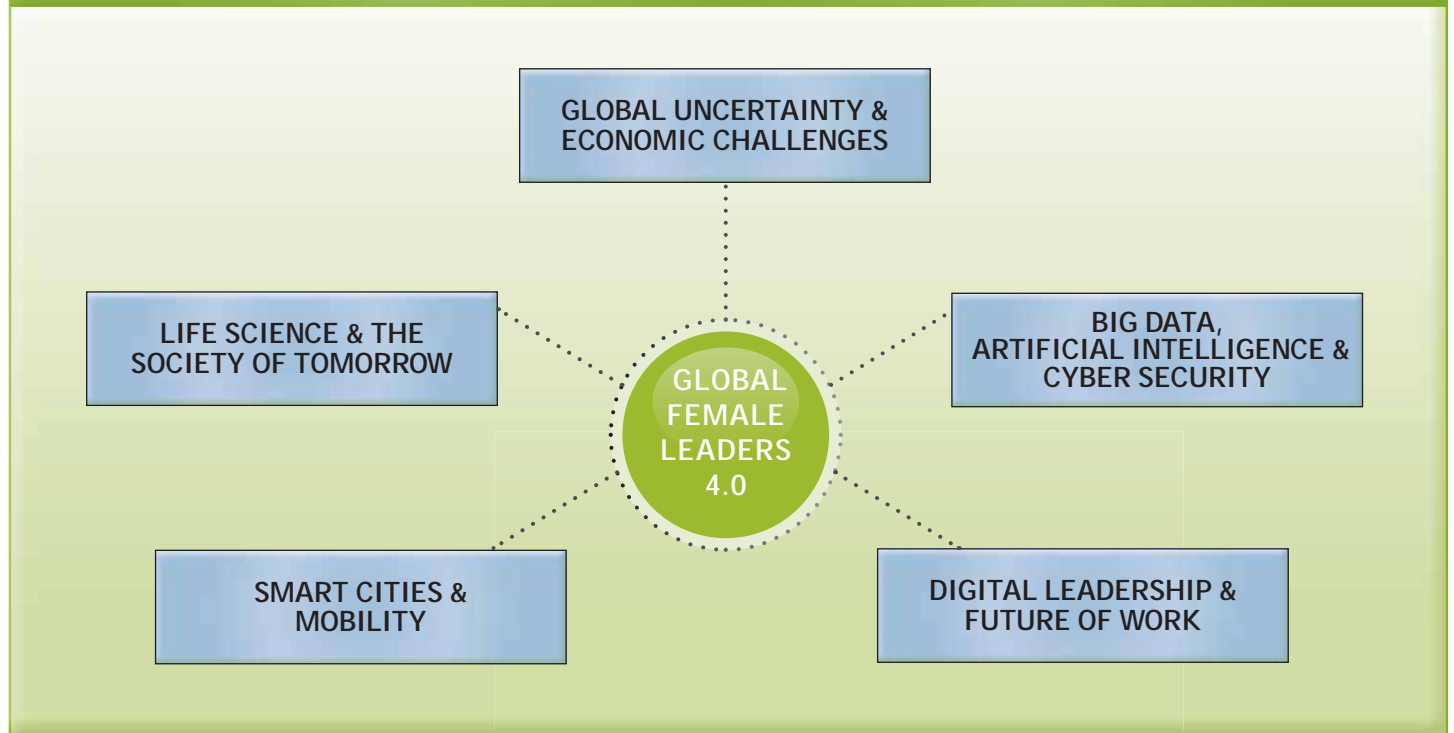 GLOBAL UNCERTAINTY &
ECONOMIC CHALLENGES
LIFE SCIENCE & THE
SOCIETY OF TOMORROW
BIG DATA,
ARTIFICIAL INTELLIGENCE &
CYBER SECURITY
GLOBAL
FEMALE
LEADERS
4.0
SMART CITIES &
MOBILITY
DIGITAL LEADERSHIP &
FUTURE OF WORK